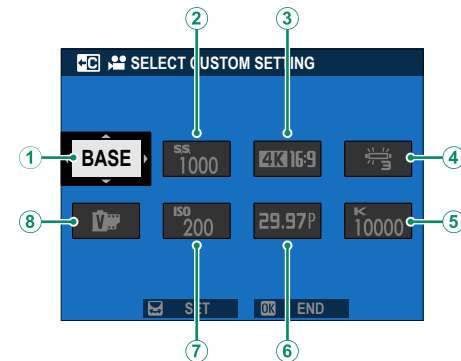 2 3
C SELECT CUSTOM SETTING
1 BASE S.S. 1000 4K 16:9 3 4
8 V ISO 200 29.97P K 10000 5
SET OK END
7 6